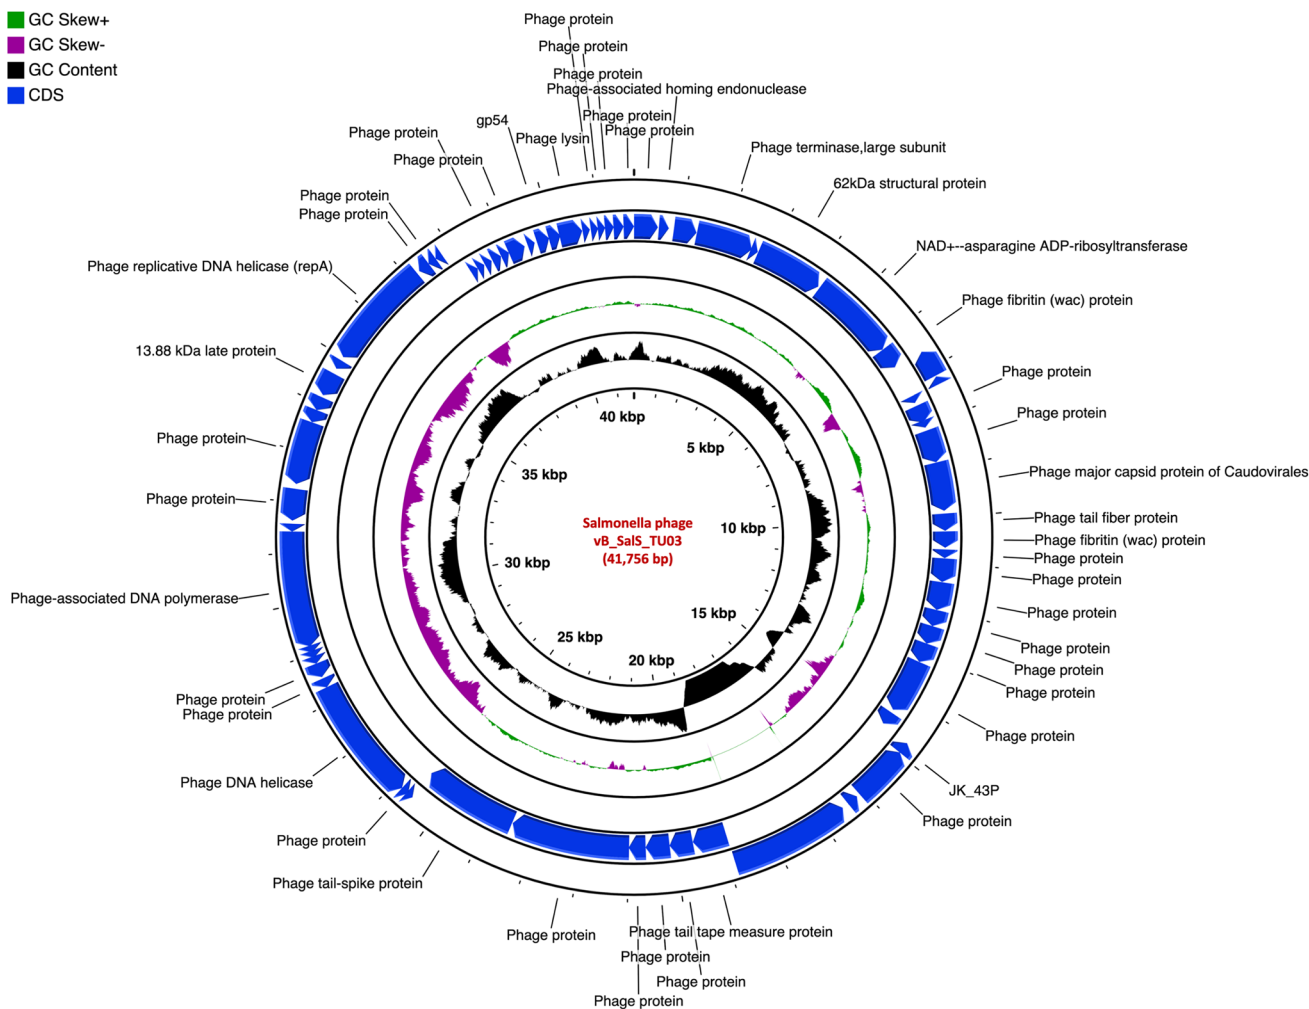 GC Skew+
GC Skew-
GC Content
CDS
Phage protein
Phage protein
Phage protein
Phage-associated homing endonuclease
Phage protein
Phage protein
gp54
Phage lysin
Phage protein
Phage protein
Phage terminase,large subunit
62kDa structural protein
Phage protein
Phage protein
NAD+--asparagine ADP-ribosyltransferase
Phage replicative DNA helicase (repA)
Phage fibritin (wac) protein
13.88 kDa late protein
Phage protein
Phage protein
Phage protein
Phage major capsid protein of Caudovirales
Phage protein
Phage tail fiber protein
Phage fibritin (wac) protein
Phage protein
Phage protein
Phage-associated DNA polymerase
Phage protein
Phage protein
Phage protein
Phage protein
Phage protein
Phage protein
Phage protein
Phage DNA helicase
JK_43P
Phage protein
Phage protein
Phage tail-spike protein
Phage protein
Phage tail tape measure protein
Phage protein
Phage protein
Phage protein
40 kbp
5 kbp
35 kbp
10 kbp
30 kbp
15 kbp
25 kbp
20 kbp
Salmonella phage
vB_SalS_TU03
(41,756 bp)